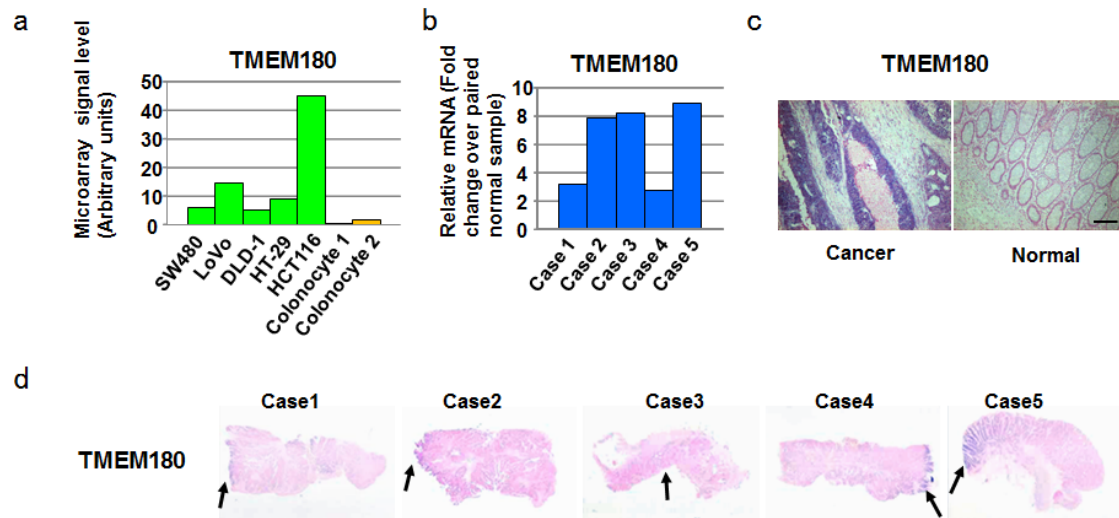 a
TMEM180
Microarray signal level
(Arbitrary units)
50
40
30
20
10
0
SW480
LoVo
DLD-1
HT-29
HCT116
Colonocyte 1
Colonocyte 2
b
TMEM180
Relative mRNA (Fold
change over paired
normal sample)
10
8
6
4
2
0
Case 1
Case 2
Case 3
Case 4
Case 5
c
TMEM180
Cancer
Normal
d
Case1
Case2
Case3
Case4
Case5
TMEM180